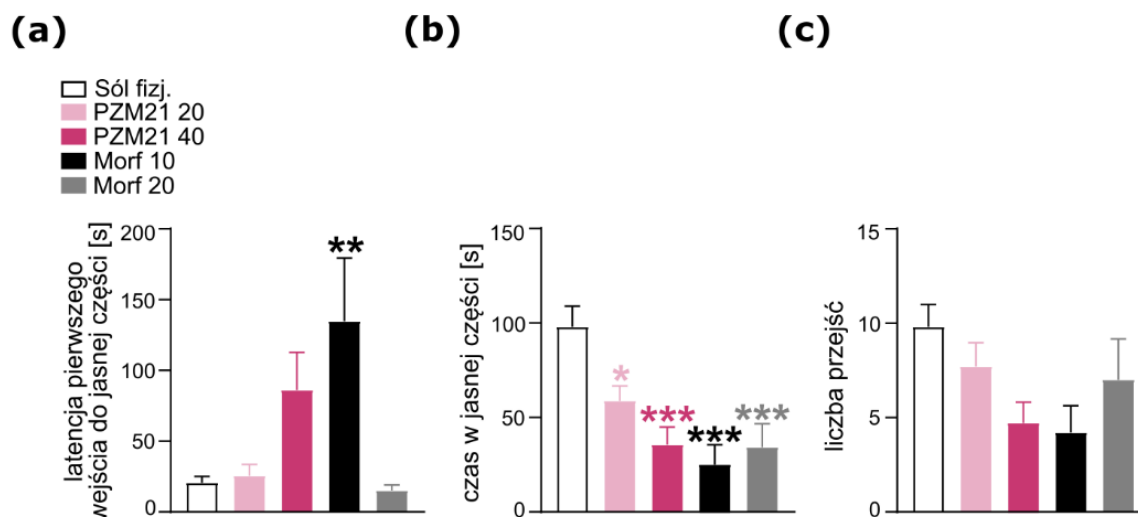 (a)
(b)
(c)
Sól fizj.
PZM21 20
PZM21 40
Morf 10
Morf 20
latencja pierwszego
wejścia do jasnej części [s]
200
150
100
50
0
**
czas w jasnej części [s]
150
100
50
0
*
***
***
***
liczba przejść
15
10
5
0